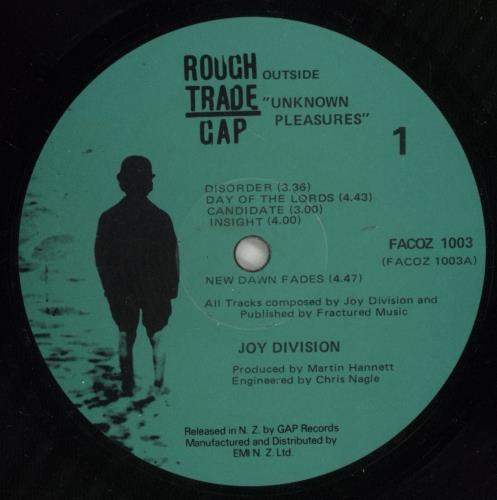 ROUGH
TRADE
GAP
OUTSIDE
"UNKNOWN
PLEASURES"
1
DISORDER (3.36)
DAY OF THE LORDS (4.43)
CANDIDATE (3.00)
INSIGHT (4.00)
NEW DAWN FADES (4.47)
FACOZ 1003
(FACOZ 1003A)
All Tracks composed by Joy Division and
Published by Fractured Music
JOY DIVISION
Produced by Martin Hannett
Engineered by Chris Nagle
Released in N. Z. by GAP Records
Manufactured and Distributed by
EMI N. Z. Ltd.